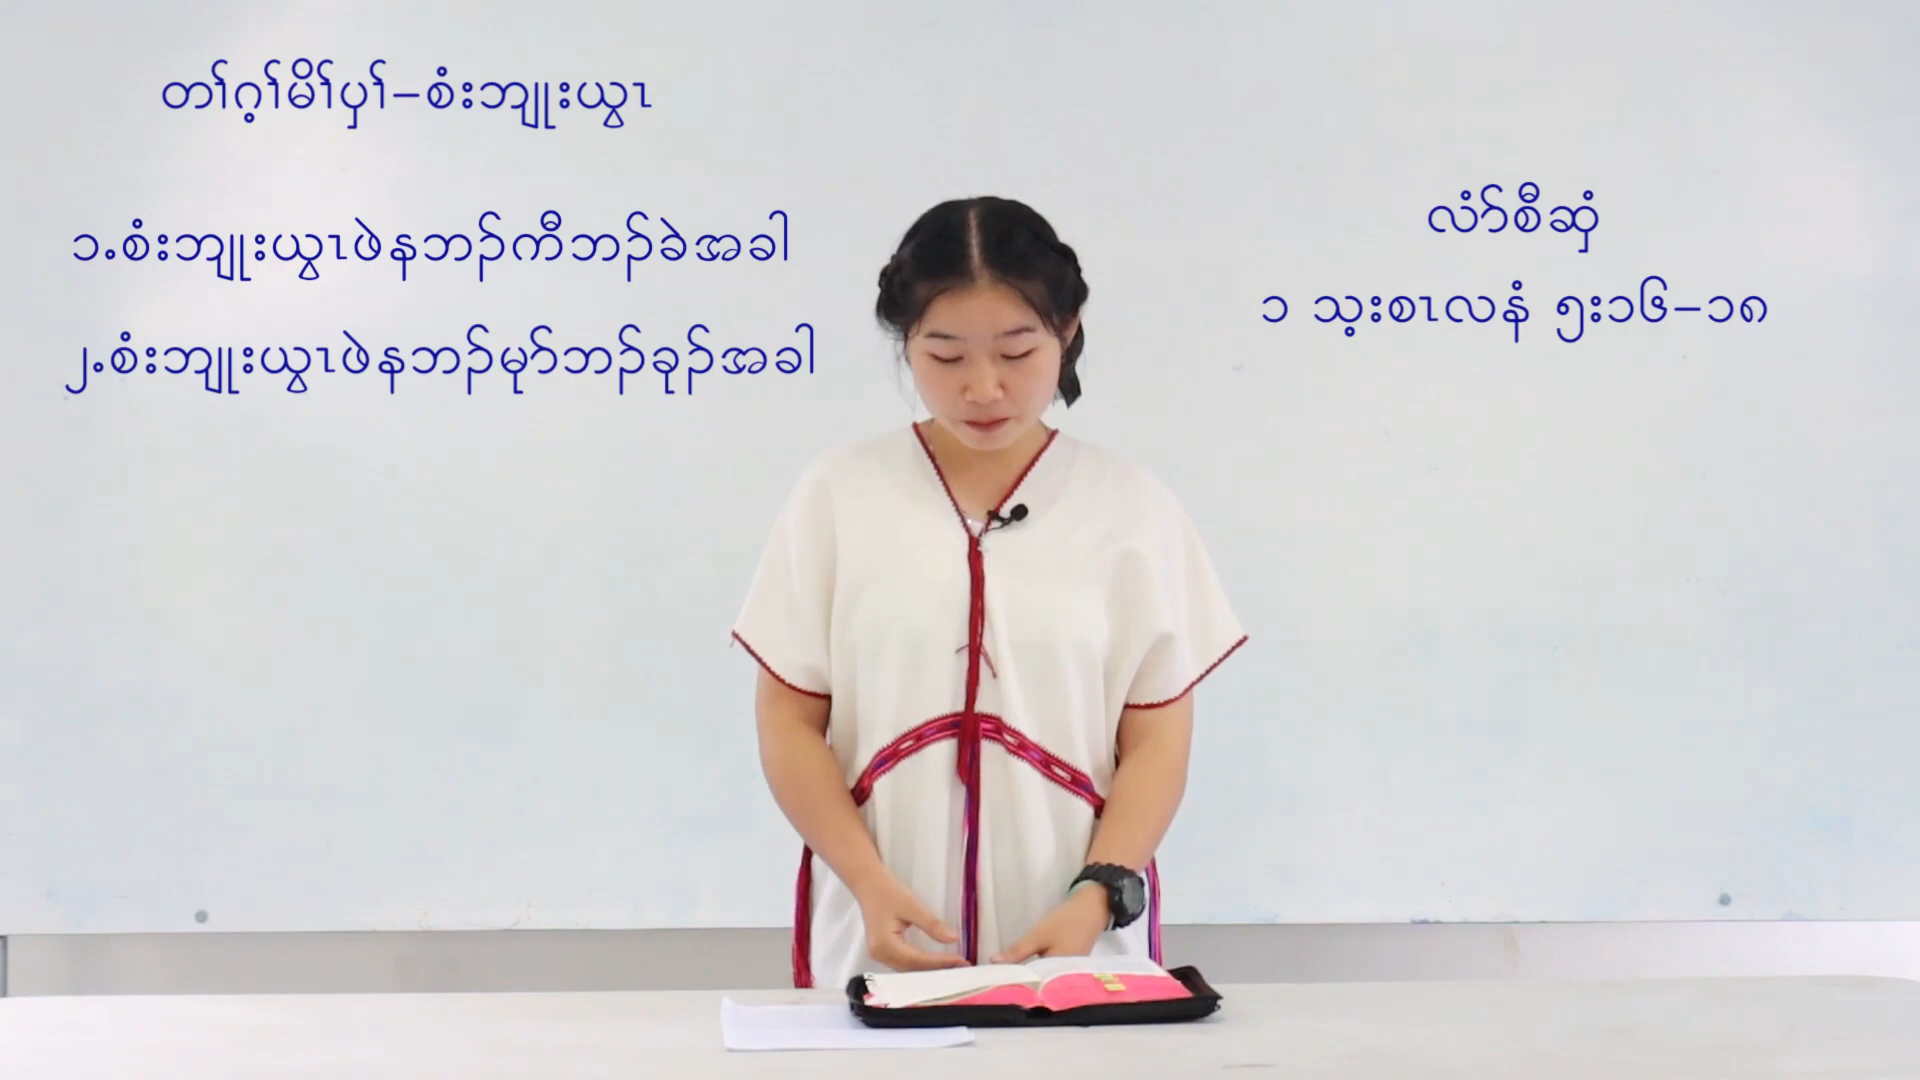 တၢ်ဂ့ၢ်မိၢ်ပှၢ်–စံးဘျုးယွၤ
၁.စံးဘျုးယွၤဖဲနဘၣ်ကီဘၣ်ခဲအခါ
၂.စံးဘျုးယွၤဖဲနဘၣ်မုာ်ဘၣ်ခုၣ်အခါ
လံာ်စီဆှံ
၁ သ့းစၤလနံ ၅း၁၆–၁၈